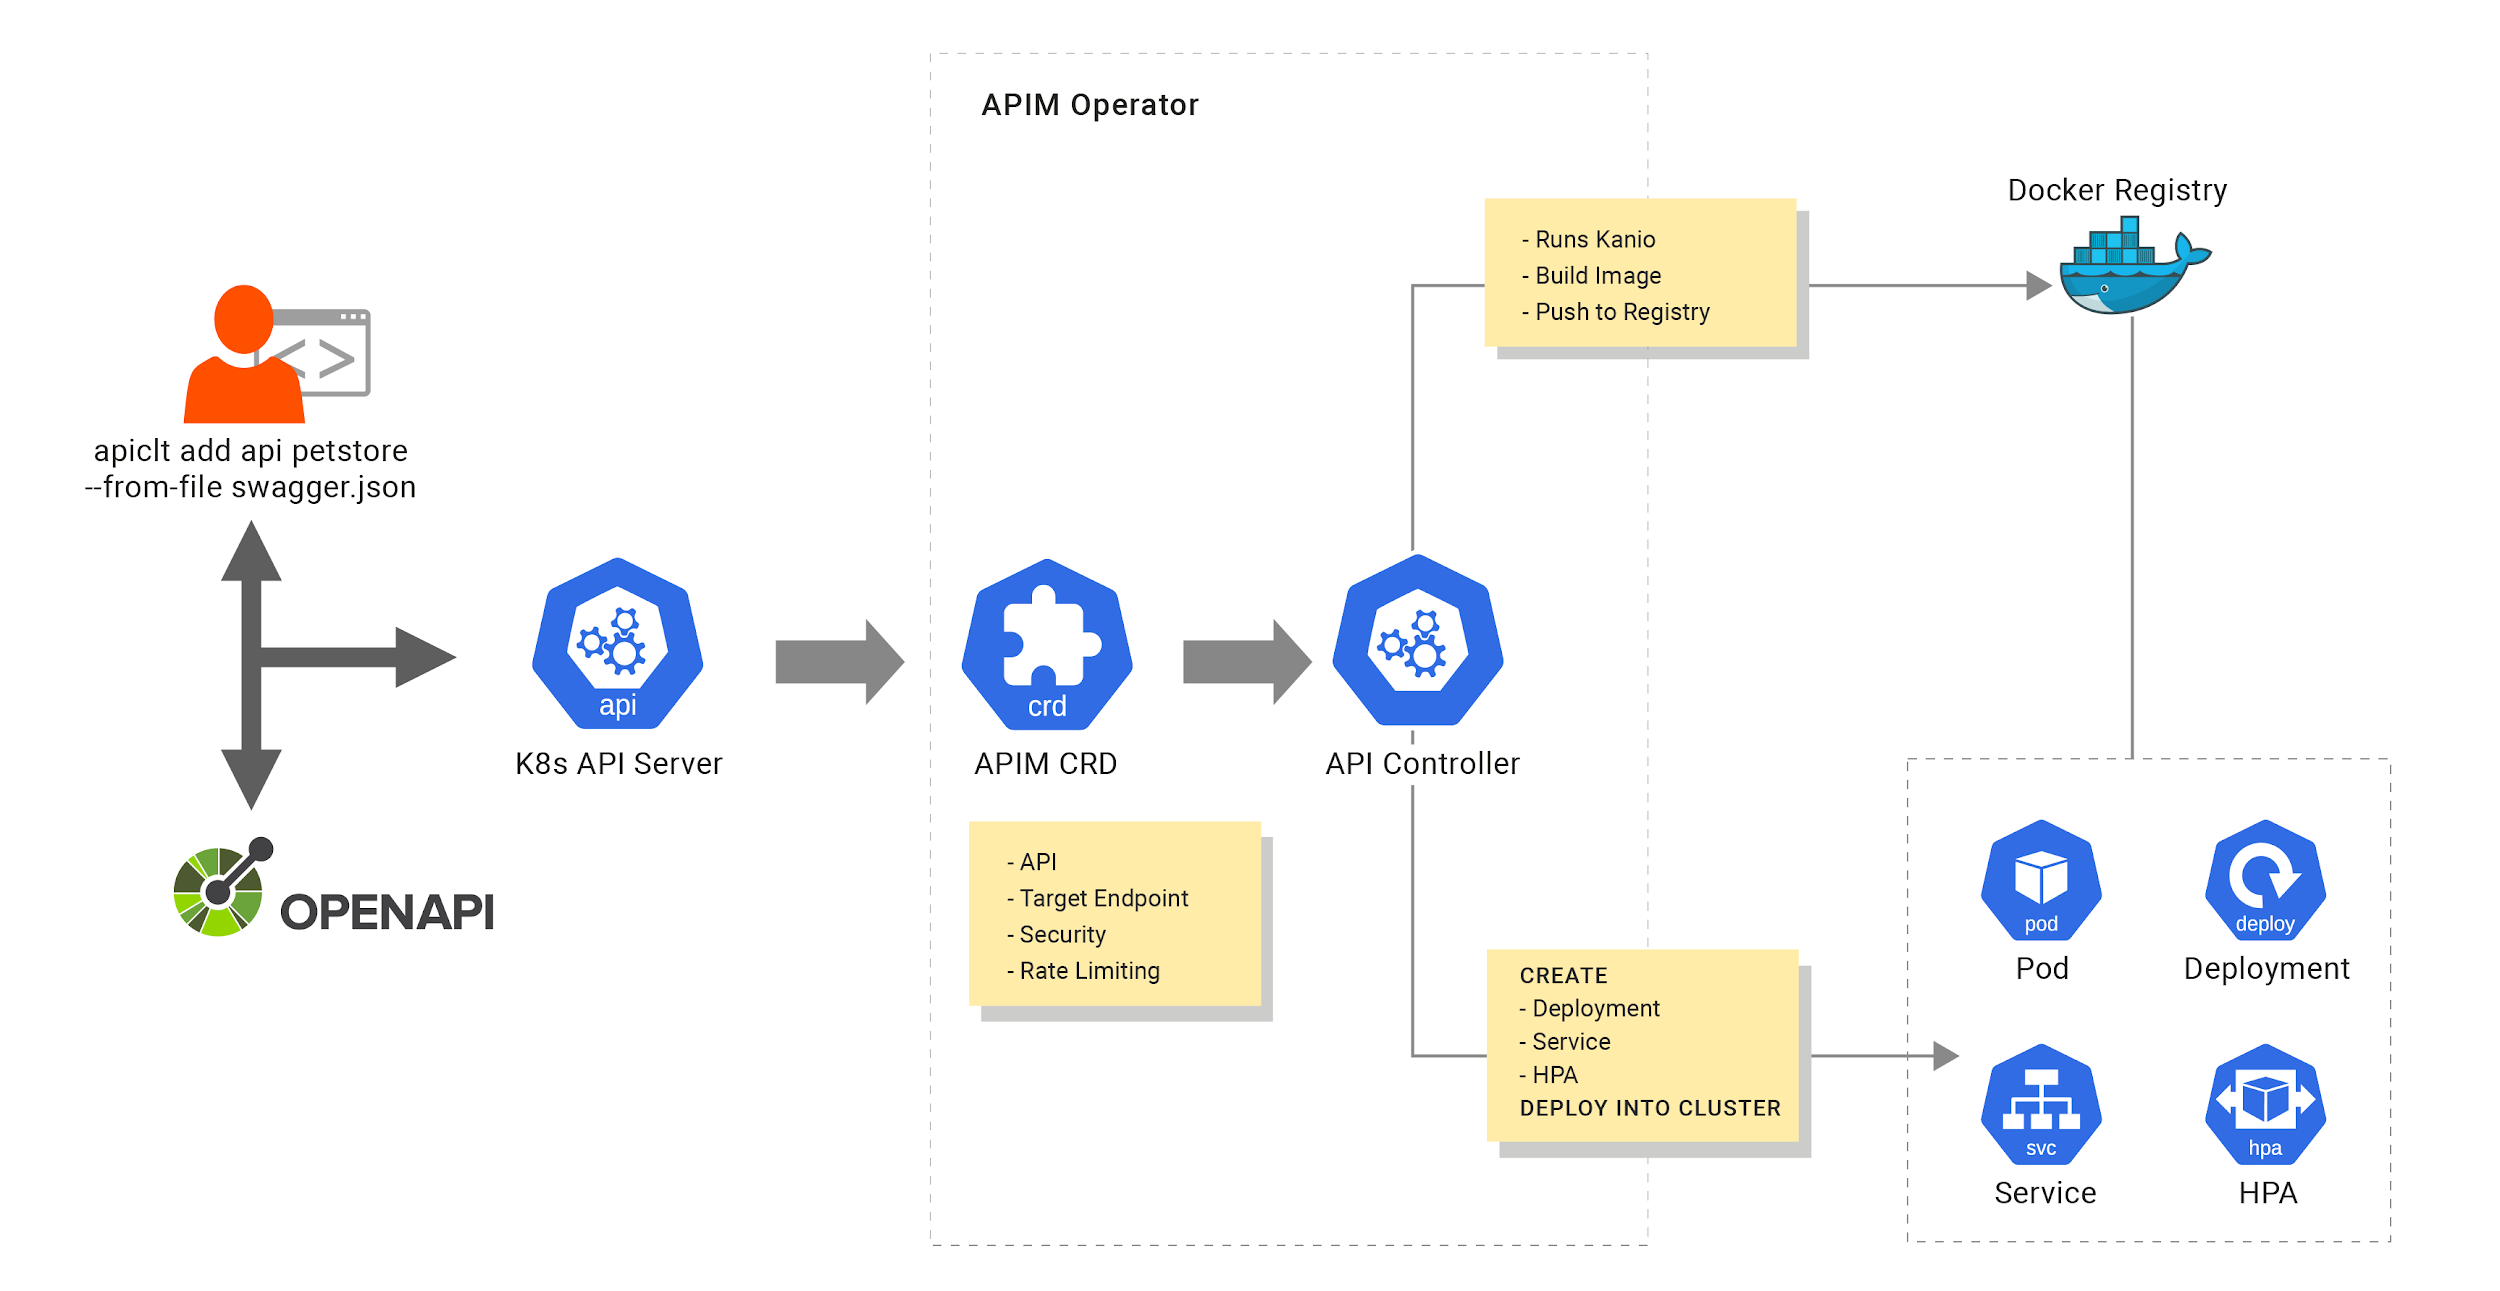 APIM Operator
Docker Registry
- Runs Kanio
- Build Image
- Push to Registry
apiclt add api petstore
--from-file swagger.json
api
K8s API Server
crd
APIM CRD
API Controller
OPENAPI
- API
- Target Endpoint
- Security
- Rate Limiting
CREATE
- Deployment
- Service
- HPA
DEPLOY INTO CLUSTER
pod
Pod
deploy
Deployment
svc
Service
hpa
HPA